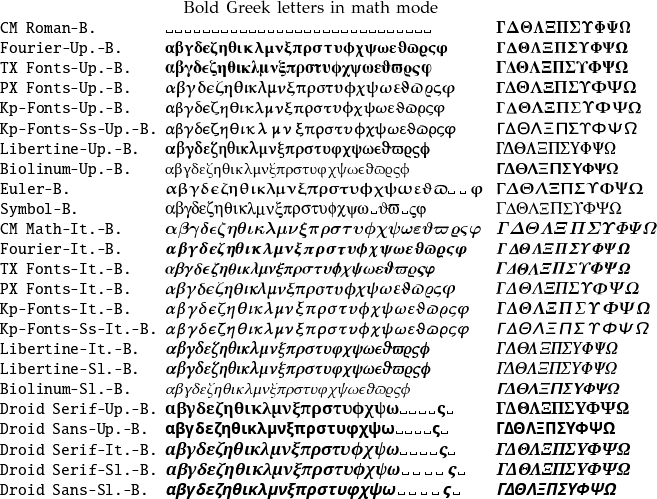 Bold Greek letters in math mode
CM Roman-B. ␣␣␣␣␣␣␣␣␣␣␣␣␣␣␣␣␣␣␣␣␣␣␣␣␣␣␣␣␣ ΓΔΘΛΞΠΣΥΦΨΩ
Fourier-Up.-B. αβγδϵζηθικλμνξπρστυϕχψωεϑϖϱςφ ΓΔΘΛΞΠΣΥΦΨΩ
TX Fonts-Up.-B. αβγδϵζηθικλμνξπρστυϕχψωεϑϖϱςφ ΓΔΘΛΞΠΣΥΦΨΩ
PX Fonts-Up.-B. αβγδϵζηθικλμνξπρστυϕχψωεϑϖϱςφ ΓΔΘΛΞΠΣΥΦΨΩ
Kp-Fonts-Up.-B. αβγδϵζηθικλμνξπρστυϕχψωεϑϖϱςφ ΓΔΘΛΞΠΣΥΦΨΩ
Kp-Fonts-Ss-Up.-B. αβγδϵζηθικλμνξπρστυϕχψωεϑϖϱςφ ΓΔΘΛΞΠΣΥΦΨΩ
Libertine-Up.-B. αβγδεζηθικλμνξπρστυφχψωεϑϖϱςϕ ΓΔΘΛΞΠΣΥΦΨΩ
Biolinum-Up.-B. αβγδεζηθικλμνξπρστυφχψωεϑϖϱςϕ ΓΔΘΛΞΠΣΥΦΨΩ
Euler-B. αβγδϵζηθικλμνξπρστυϕχψωεϑϖ␣␣φ ΓΔΘΛΞΠΣΥΦΨΩ
Symbol-B. αβγδεζηθικλμνξπρστυφχψω␣ϑϖ␣ςϕ ΓΔΘΛΞΠΣΥΦΨΩ
CM Math-It.-B. αβγδϵζηθικλμνξπρστυϕχψωεϑϖϱςφ ΓΔΘΛΞΠΣΥΦΨΩ
Fourier-It.-B. αβγδϵζηθικλμνξπρστυϕχψωεϑϖϱςφ ΓΔΘΛΞΠΣΥΦΨΩ
TX Fonts-It.-B. αβγδϵζηθικλμνξπρστυϕχψωεϑϖϱςφ ΓΔΘΛΞΠΣΥΦΨΩ
PX Fonts-It.-B. αβγδϵζηθικλμνξπρστυϕχψωεϑϖϱςφ ΓΔΘΛΞΠΣΥΦΨΩ
Kp-Fonts-It.-B. αβγδϵζηθικλμνξπρστυϕχψωεϑϖϱςφ ΓΔΘΛΞΠΣΥΦΨΩ
Kp-Fonts-Ss-It.-B. αβγδϵζηθικλμνξπρστυϕχψωεϑϖϱςφ ΓΔΘΛΞΠΣΥΦΨΩ
Libertine-It.-B. αβγδεζηθικλμνξπρστυφχψωεϑϖϱςϕ ΓΔΘΛΞΠΣΥΦΨΩ
Libertine-Sl.-B. αβγδεζηθικλμνξπρστυφχψωεϑϖϱςϕ ΓΔΘΛΞΠΣΥΦΨΩ
Biolinum-Sl.-B. αβγδεζηθικλμνξπρστυφχψωεϑϖϱςϕ ΓΔΘΛΞΠΣΥΦΨΩ
Droid Serif-Up.-B. αβγδεζηθικλμνξπρστυφχψω␣␣␣␣ς␣ ΓΔΘΛΞΠΣΥΦΨΩ
Droid Sans-Up.-B. αβγδεζηθικλμνξπρστυφχψω␣␣␣␣ς␣ ΓΔΘΛΞΠΣΥΦΨΩ
Droid Serif-It.-B. αβγδεζηθικλμνξπρστυφχψω␣␣␣␣ς␣ ΓΔΘΛΞΠΣΥΦΨΩ
Droid Serif-Sl.-B. αβγδεζηθικλμνξπρστυφχψω␣␣␣␣ς␣ ΓΔΘΛΞΠΣΥΦΨΩ
Droid Sans-Sl.-B. αβγδεζηθικλμνξπρστυφχψω␣␣␣␣ς␣ ΓΔΘΛΞΠΣΥΦΨΩ